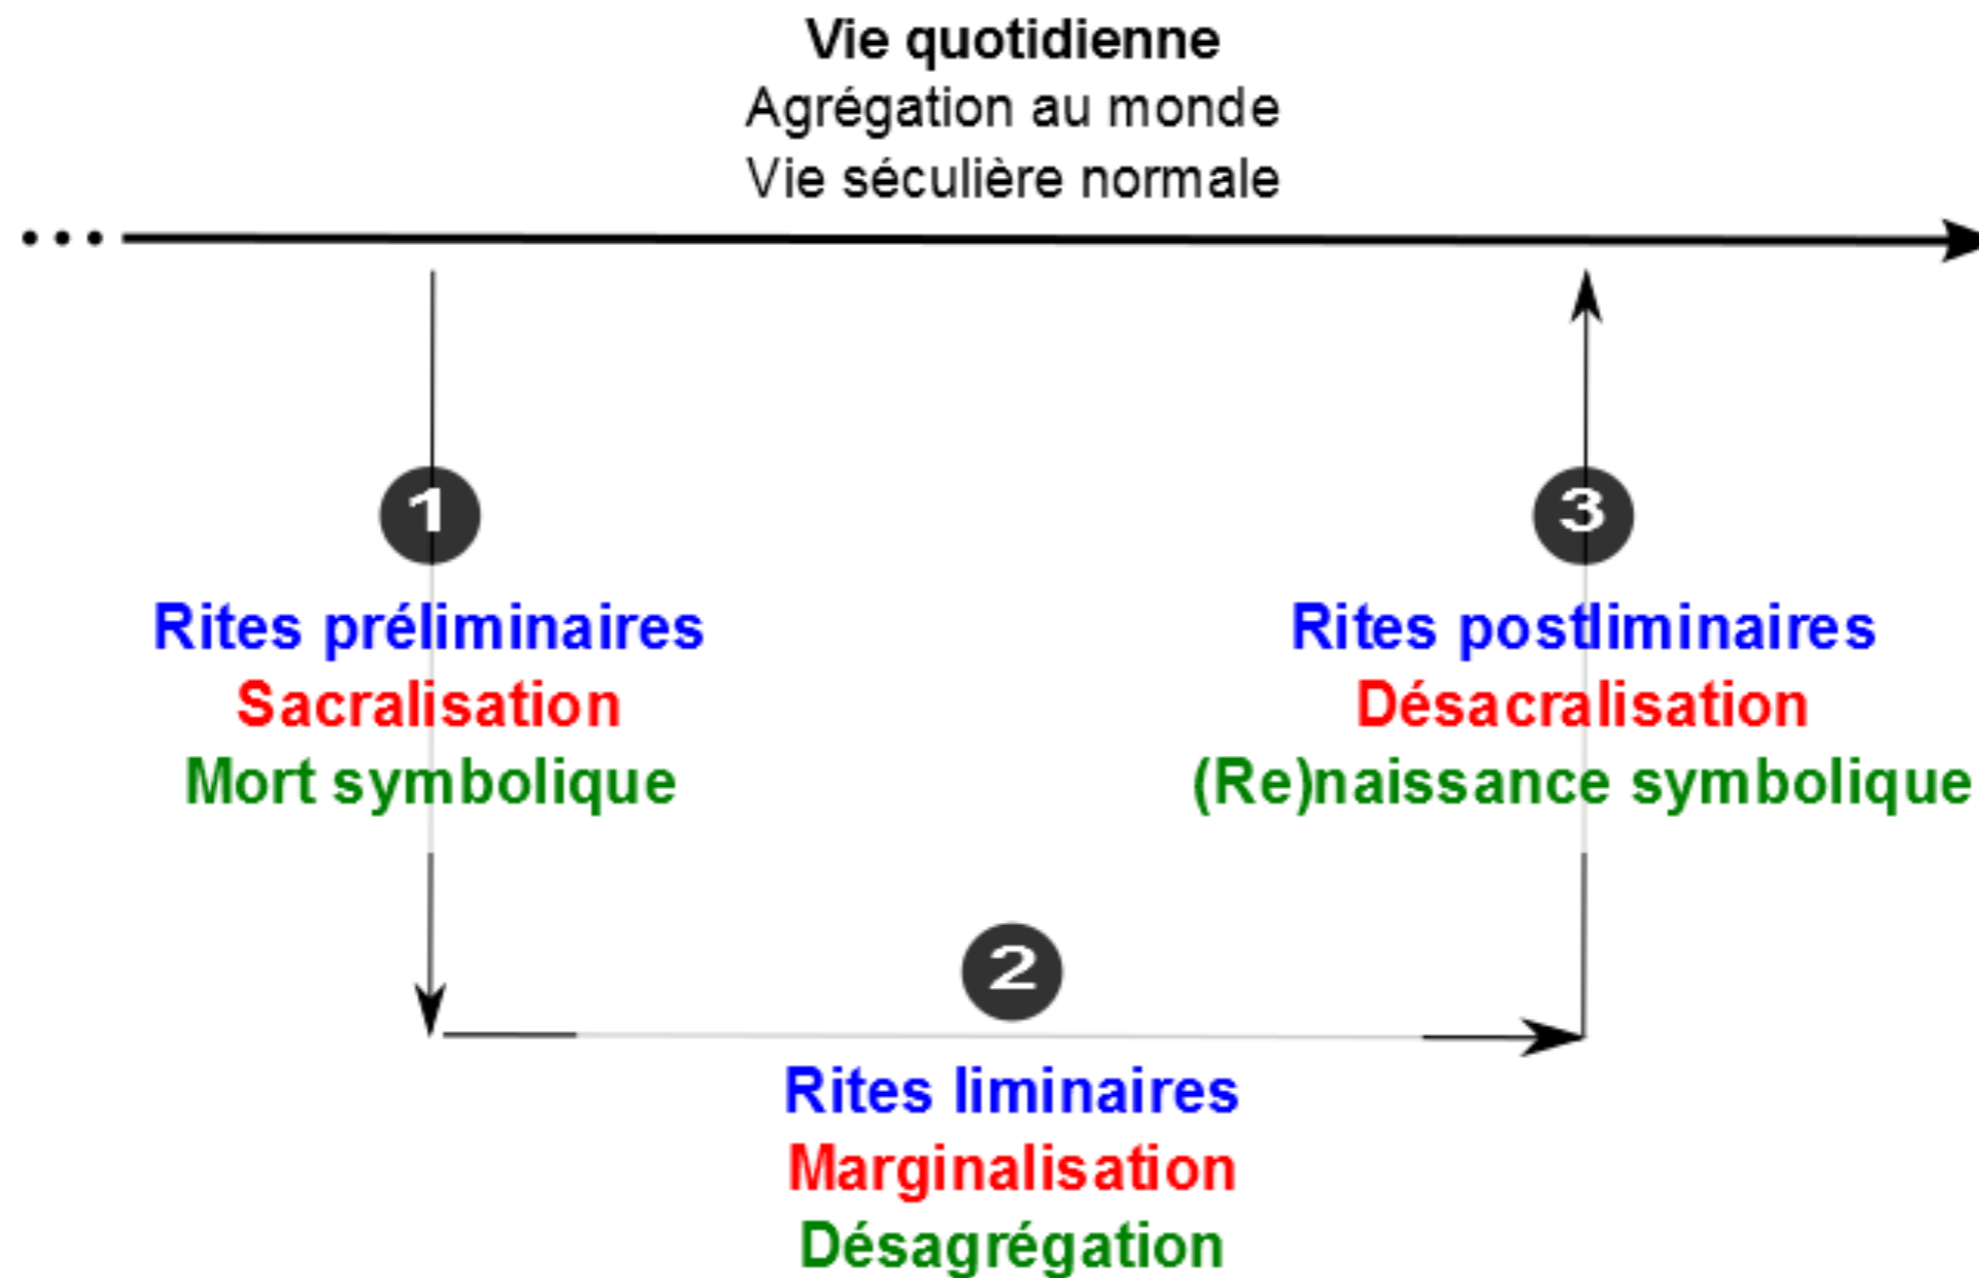 Vie quotidienne
Agrégation au monde
Vie séculière normale
1
Rites préliminaires
Sacralisation
Mort symbolique
2
Rites liminaires
Marginalisation
Désagrégation
3
Rites postliminaires
Désacralisation
(Re)naissance symbolique